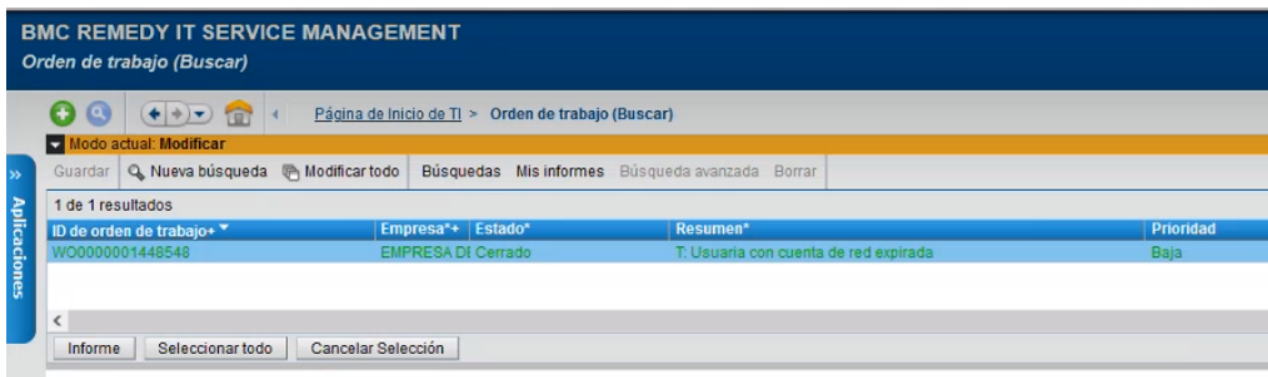 BMC REMEDY IT SERVICE MANAGEMENT
Orden de trabajo (Buscar)
Página de Inicio de TI > Orden de trabajo (Buscar)
Modo actual: Modificar
Guardar Nueva búsqueda Modificar todo Búsquedas Mis informes Búsqueda avanzada Borrar
Aplicaciones
1 de 1 resultados
ID de orden de trabajo+ Empresa*+ Estado* Resumen* Prioridad
WO0000001448548 EMPRESA DE Cerrado T: Usuaria con cuenta de red expirada Baja
Informe Seleccionar todo Cancelar Selección